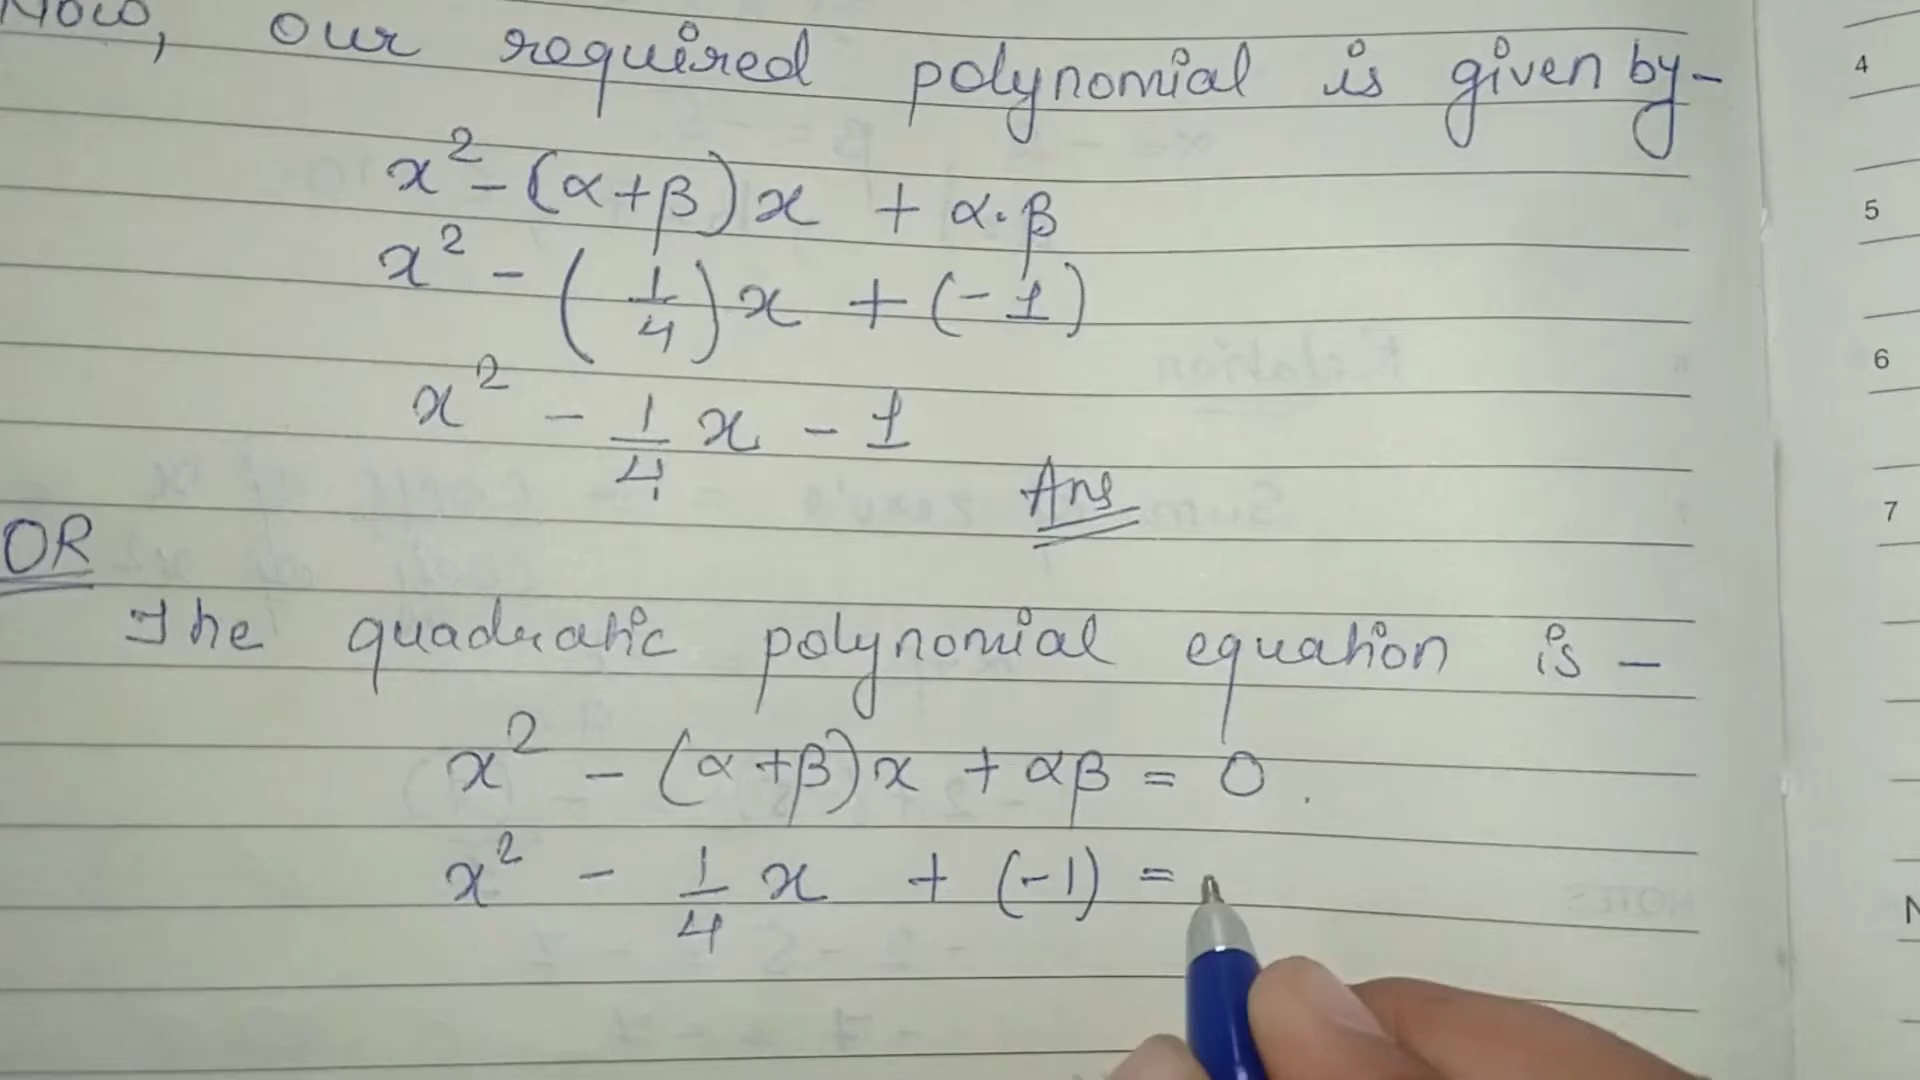 Now, our required polynomial is given by-
x² - (α+β)x + α·β
x² - (1/4)x + (-1)
x² - 1/4 x - 1
Ans
OR
The quadratic polynomial equation is -
x² - (α+β)x + αβ = 0.
x² - 1/4 x + (-1) =
4
5
6
7
N